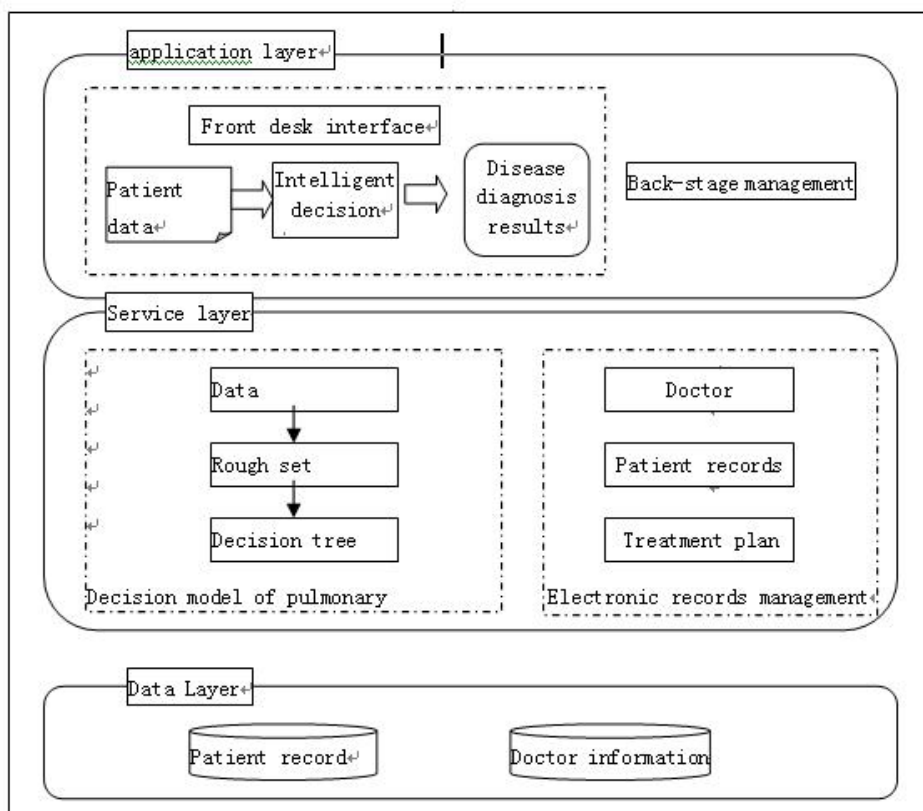 application layer
Front desk interface
Patient
data
Intelligent
decision
Disease
diagnosis
results
Back-stage management
Service layer
Data
Rough set
Decision tree
Decision model of pulmonary
Doctor
Patient records
Treatment plan
Electronic records management
Data Layer
Patient record
Doctor information